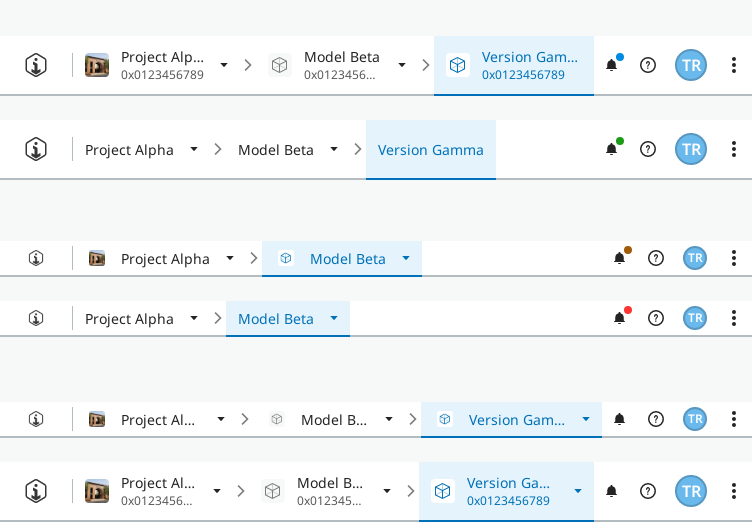 Project Alp... Model Beta Version Gam...
0x0123456789 0x0123456... 0x0123456789 TR
Project Alpha Model Beta Version Gamma TR
Project Alpha Model Beta TR
Project Alpha Model Beta TR
Project Al... Model B... Version Gam... TR
Project Al... Model B... Version Ga...
0x0123456... 0x012345... 0x0123456789 TR